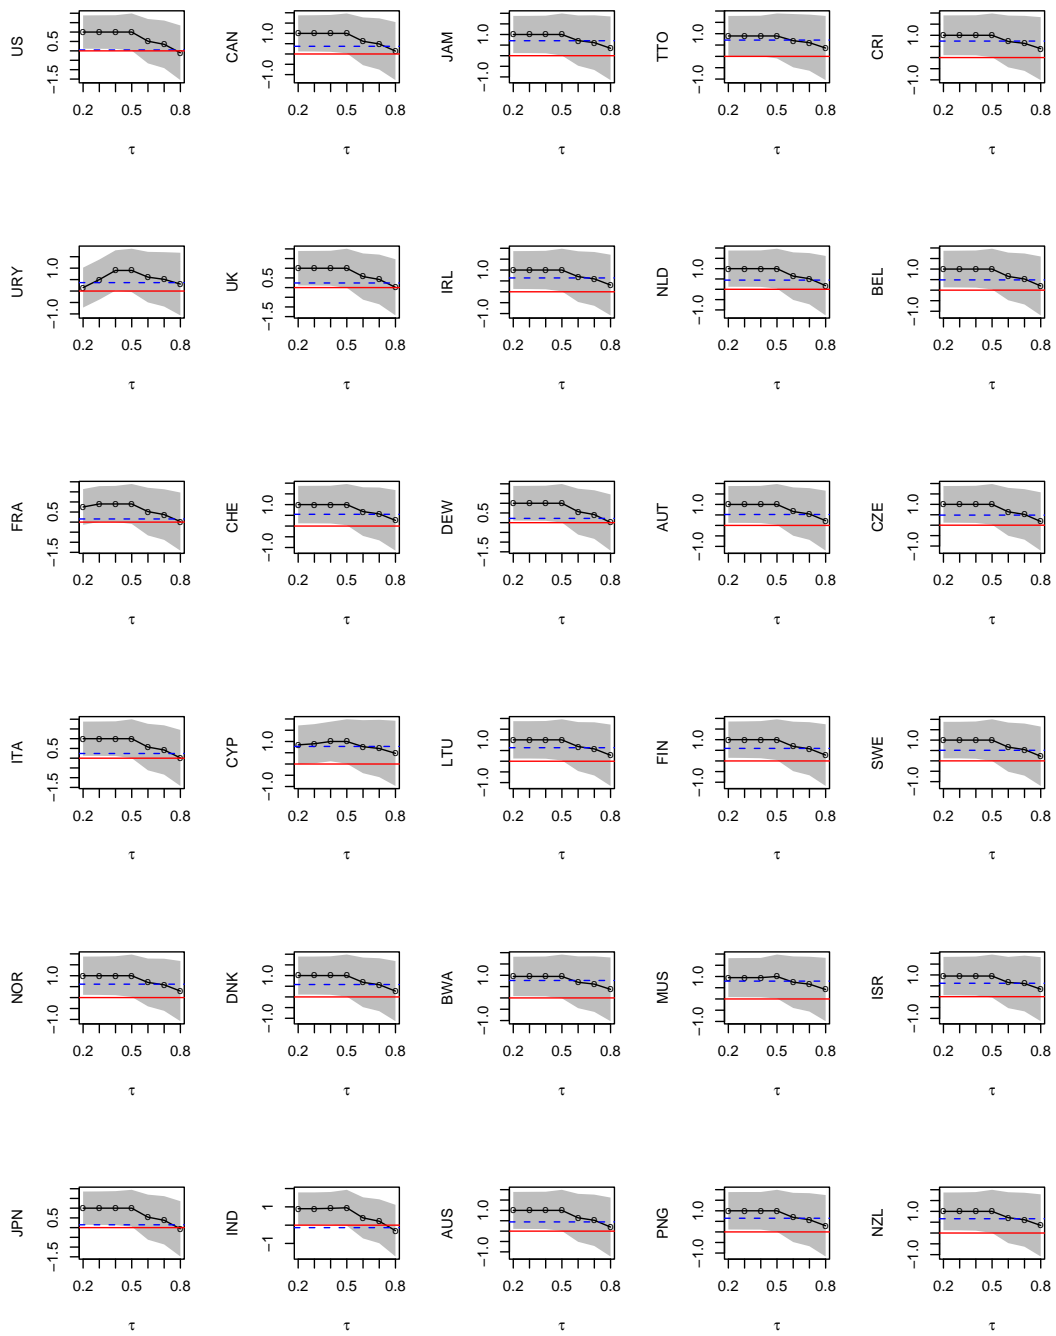 US −1.5 0.5 0.2 0.5 0.8 τ
CAN −1.0 1.0 0.2 0.5 0.8 τ
JAM −1.0 1.0 0.2 0.5 0.8 τ
TTO −1.0 1.0 0.2 0.5 0.8 τ
CRI −1.0 1.0 0.2 0.5 0.8 τ
URY −1.0 1.0 0.2 0.5 0.8 τ
UK −1.5 0.5 0.2 0.5 0.8 τ
IRL −1.0 1.0 0.2 0.5 0.8 τ
NLD −1.0 1.0 0.2 0.5 0.8 τ
BEL −1.0 1.0 0.2 0.5 0.8 τ
FRA −1.5 0.5 0.2 0.5 0.8 τ
CHE −1.0 1.0 0.2 0.5 0.8 τ
DEW −1.5 0.5 0.2 0.5 0.8 τ
AUT −1.0 1.0 0.2 0.5 0.8 τ
CZE −1.0 1.0 0.2 0.5 0.8 τ
ITA −1.5 0.5 0.2 0.5 0.8 τ
CYP −1.0 1.0 0.2 0.5 0.8 τ
LTU −1.0 1.0 0.2 0.5 0.8 τ
FIN −1.0 1.0 0.2 0.5 0.8 τ
SWE −1.0 1.0 0.2 0.5 0.8 τ
NOR −1.0 1.0 0.2 0.5 0.8 τ
DNK −1.0 1.0 0.2 0.5 0.8 τ
BWA −1.0 1.0 0.2 0.5 0.8 τ
MUS −1.0 1.0 0.2 0.5 0.8 τ
ISR −1.0 1.0 0.2 0.5 0.8 τ
JPN −1.5 0.5 0.2 0.5 0.8 τ
IND −1 1 0.2 0.5 0.8 τ
AUS −1.0 1.0 0.2 0.5 0.8 τ
PNG −1.0 1.0 0.2 0.5 0.8 τ
NZL −1.0 1.0 0.2 0.5 0.8 τ